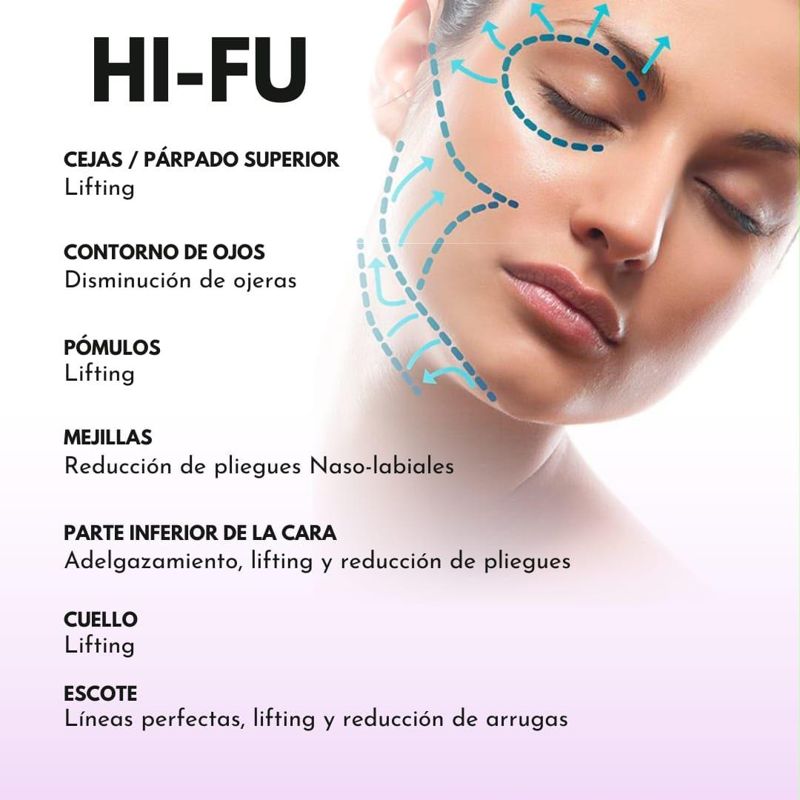 HI-FU
CEJAS / PÁRPADO SUPERIOR
Lifting
CONTORNO DE OJOS
Disminución de ojeras
PÓMULOS
Lifting
MEJILLAS
Reducción de pliegues Naso-labiales
PARTE INFERIOR DE LA CARA
Adelgazamiento, lifting y reducción de pliegues
CUELLO
Lifting
ESCOTE
Líneas perfectas, lifting y reducción de arrugas